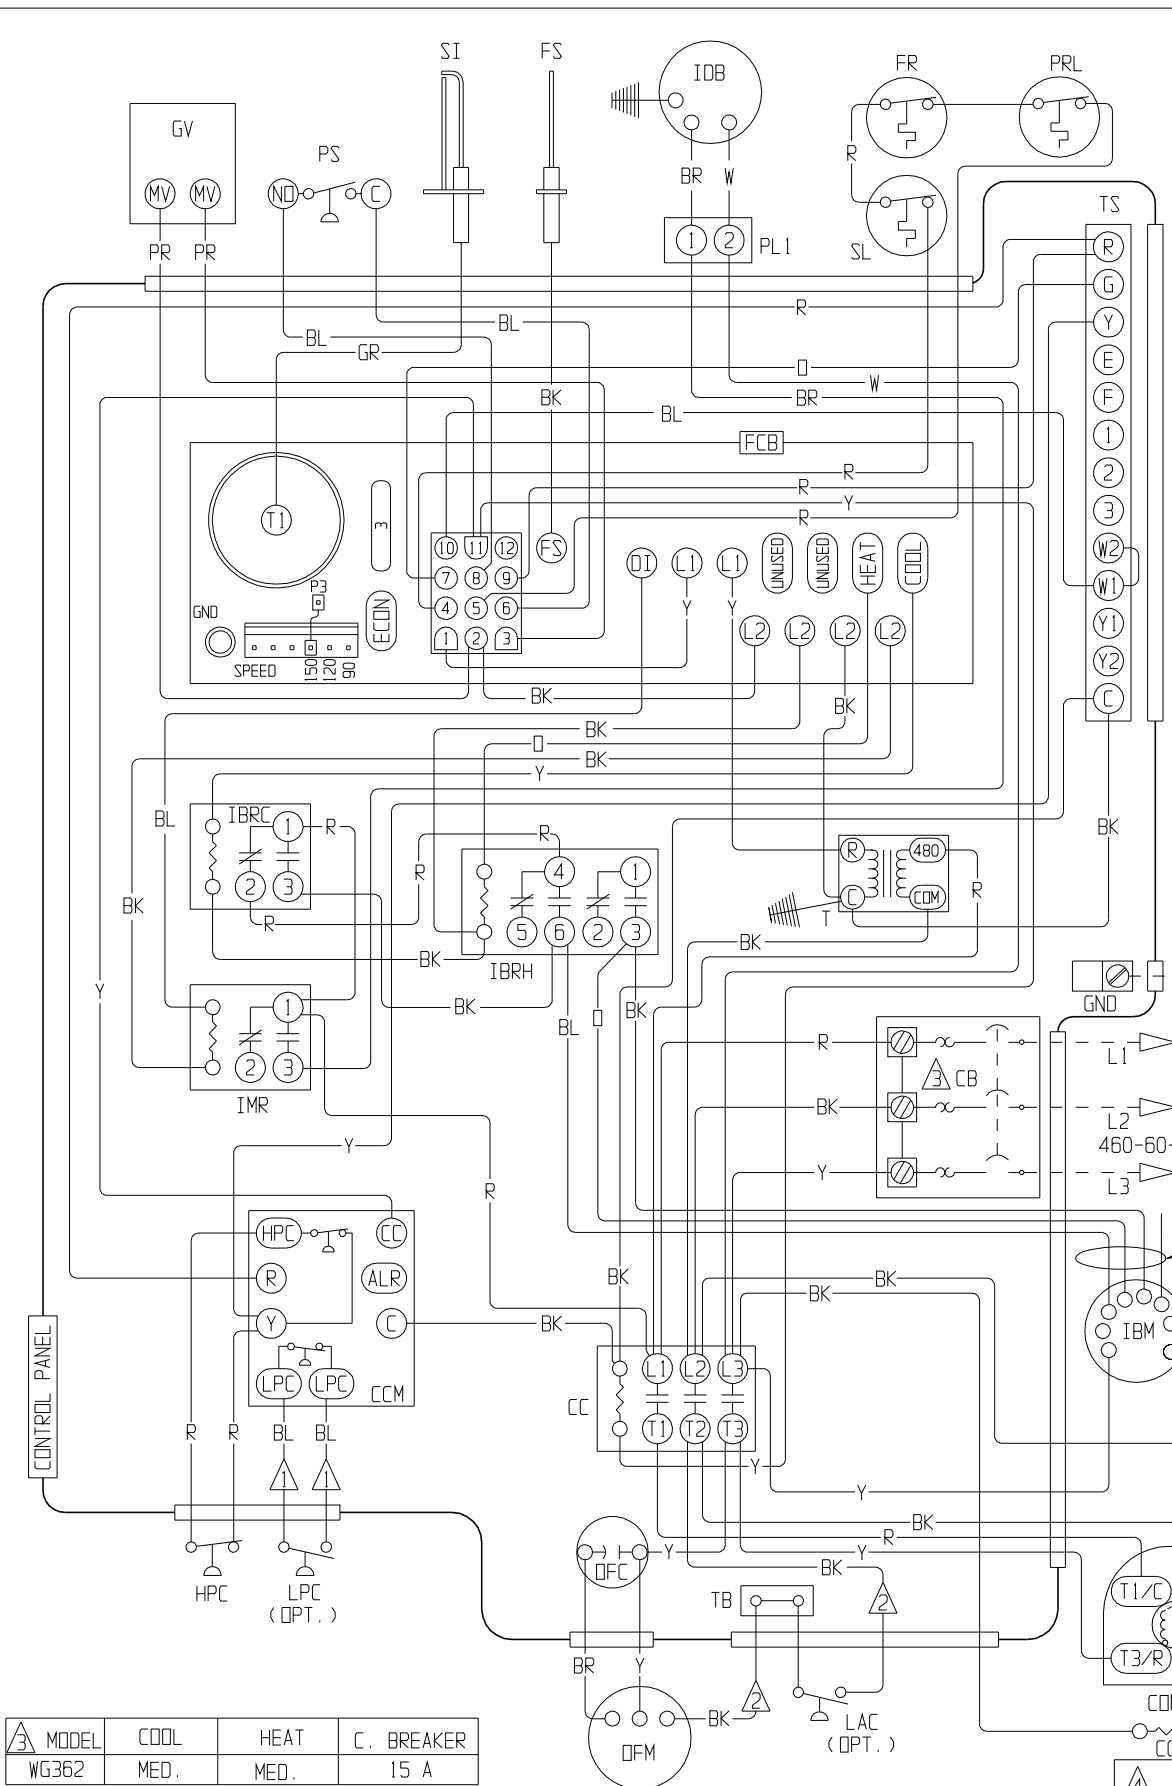 SI
FS
IDB
FR
PRL
GV
PS
MV
MV
NO
C
BR
W
R
TS
PR
PR
1
2
PL1
SL
R
G
Y
E
F
1
2
3
W2
W1
Y1
Y2
C
R
BL
BL
GR
O
W
BK
BR
BL
FCB
R
R
Y
R
T1
3
10
11
12
FS
DI
L1
L1
UNUSED
UNUSED
HEAT
COOL
7
8
9
P3
4
5
6
Y
Y
GND
ECON
1
2
3
L2
L2
L2
L2
SPEED
150
120
90
BK
BK
BK
O
BK
Y
BL
IBRC
1
R
R
BK
R
4
1
R
480
R
2
3
BK
C
COM
R
T
5
6
2
3
BK
BK
IBRH
Y
1
BK
BL
O
BK
GND
2
3
R
3
CB
L1
IMR
BK
L2
460-60-
Y
Y
L3
R
HPC
CC
R
ALR
BK
BK
BK
Y
C
BK
IBM
CONTROL PANEL
LPC
LPC
CCM
L1
L2
L3
CC
R
R
BL
BL
T1
T2
T3
1
1
Y
Y
BK
R
OFC
Y
Y
HPC
LPC
(OPT.)
BK
TB
2
T1/C
BR
Y
T3/R
2
BK
LAC
(OPT.)
OFM
3 MODEL COOL HEAT C. BREAKER
WG362 MED. MED. 15 A